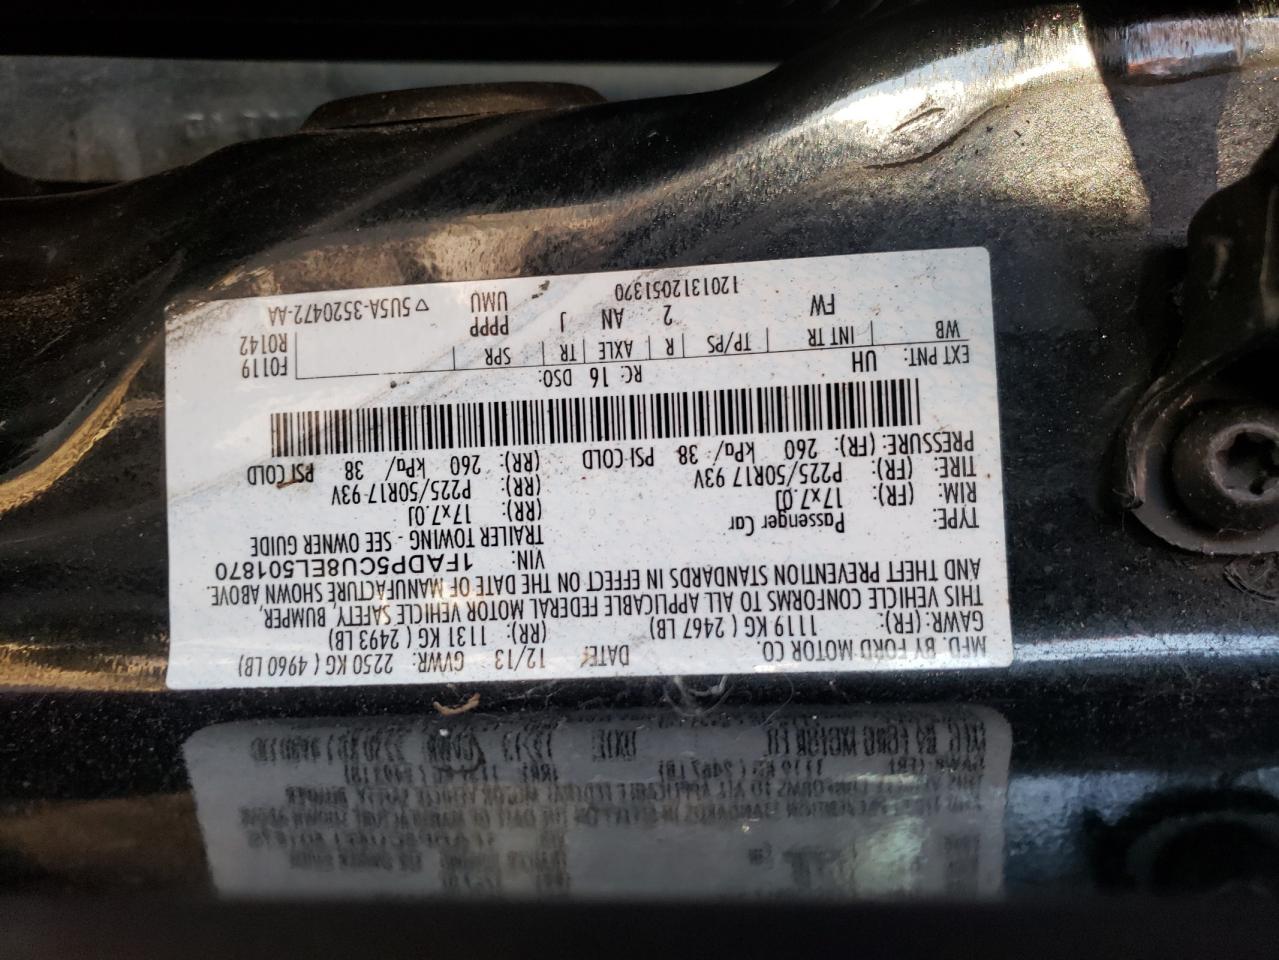 MFD. BY FORD MOTOR CO. DATE: 12/13 GVWR: 2250 KG ( 4960 LB)
GAWR: (FR): 1119 KG ( 2467 LB) (RR): 1131 KG ( 2493 LB)
THIS VEHICLE CONFORMS TO ALL APPLICABLE FEDERAL MOTOR VEHICLE SAFETY, BUMPER,
AND THEFT PREVENTION STANDARDS IN EFFECT ON THE DATE OF MANUFACTURE SHOWN ABOVE.
VIN: 1FADP5CU8EL501870
TYPE: Passenger Car TRAILER TOWING - SEE OWNER GUIDE
RIM: (FR): 17x7.0J (RR): 17x7.0J
TIRE: (FR): P225/50R17 93V (RR): P225/50R17 93V
PRESSURE: (FR): 260 kPa/ 38 PSI COLD (RR): 260 kPa/ 38 PSI COLD
EXT PNT: UH RC: 16 DSO: F0119
WB INT TR TP/PS R AXLE TR SPR R0142
FW 2 AN J PPPP
1201312051320 UMU ▽5U5A-3520472-AA